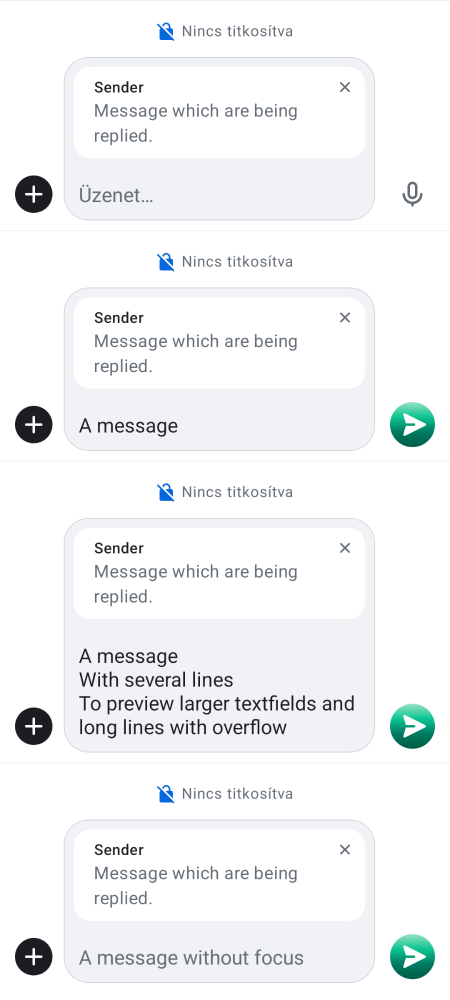 Nincs titkosítva
Sender
Message which are being
replied.
Üzenet…
Nincs titkosítva
Sender
Message which are being
replied.
A message
Nincs titkosítva
Sender
Message which are being
replied.
A message
With several lines
To preview larger textfields and
long lines with overflow
Nincs titkosítva
Sender
Message which are being
replied.
A message without focus